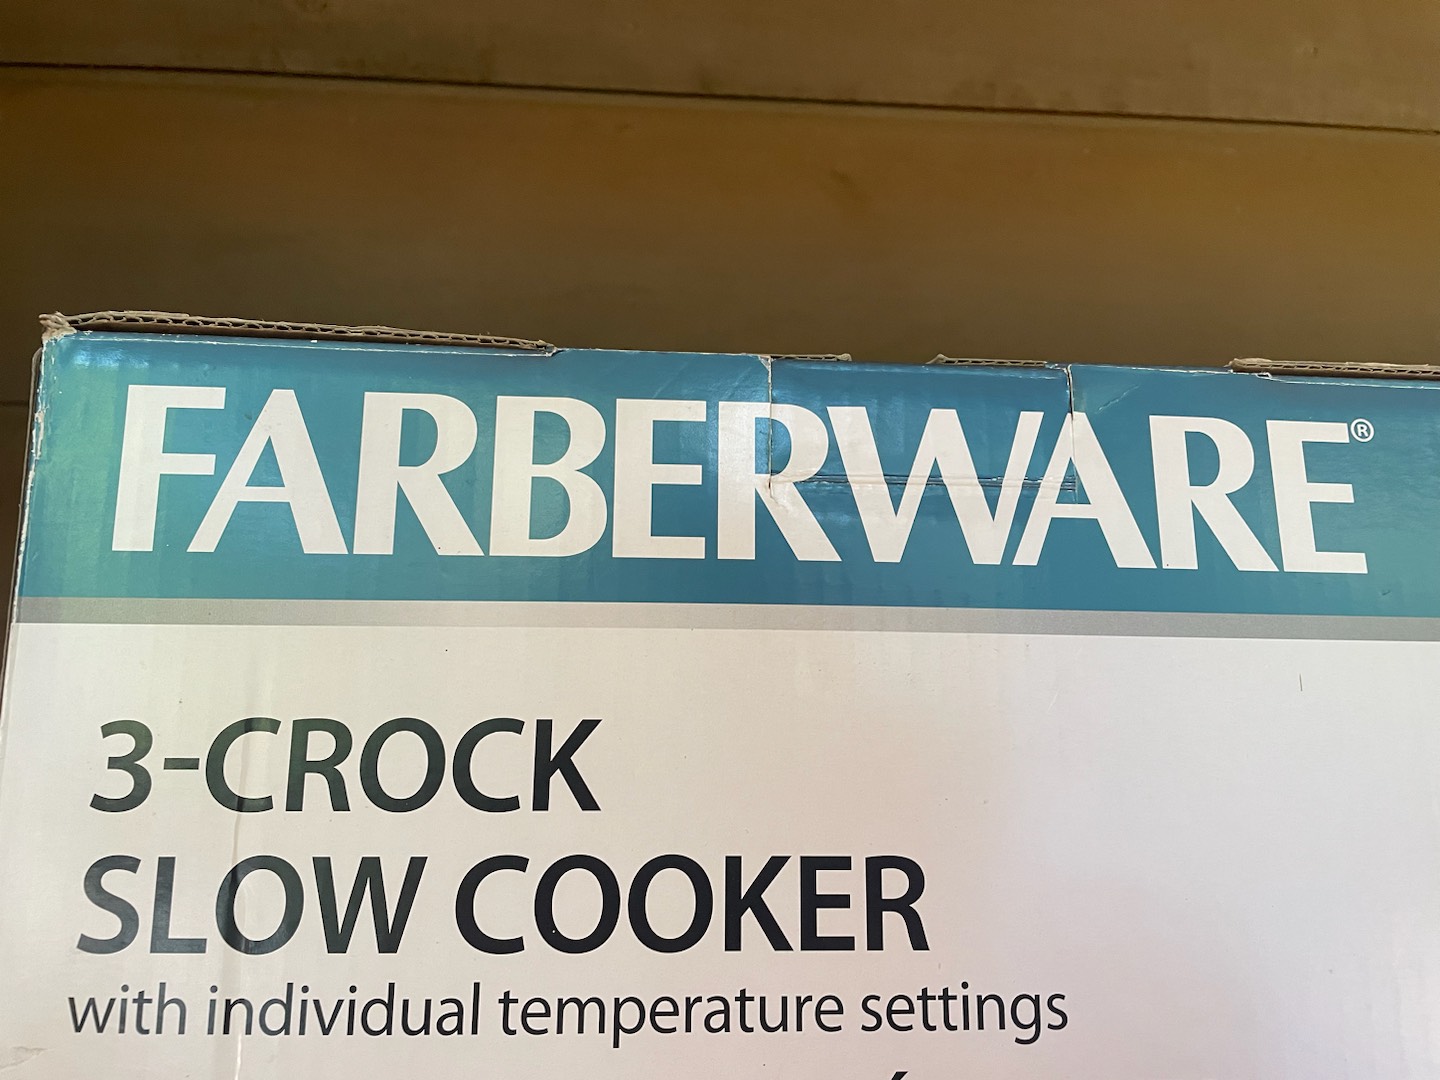 FARBERWARE®
3-CROCK
SLOW COOKER
with individual temperature settings